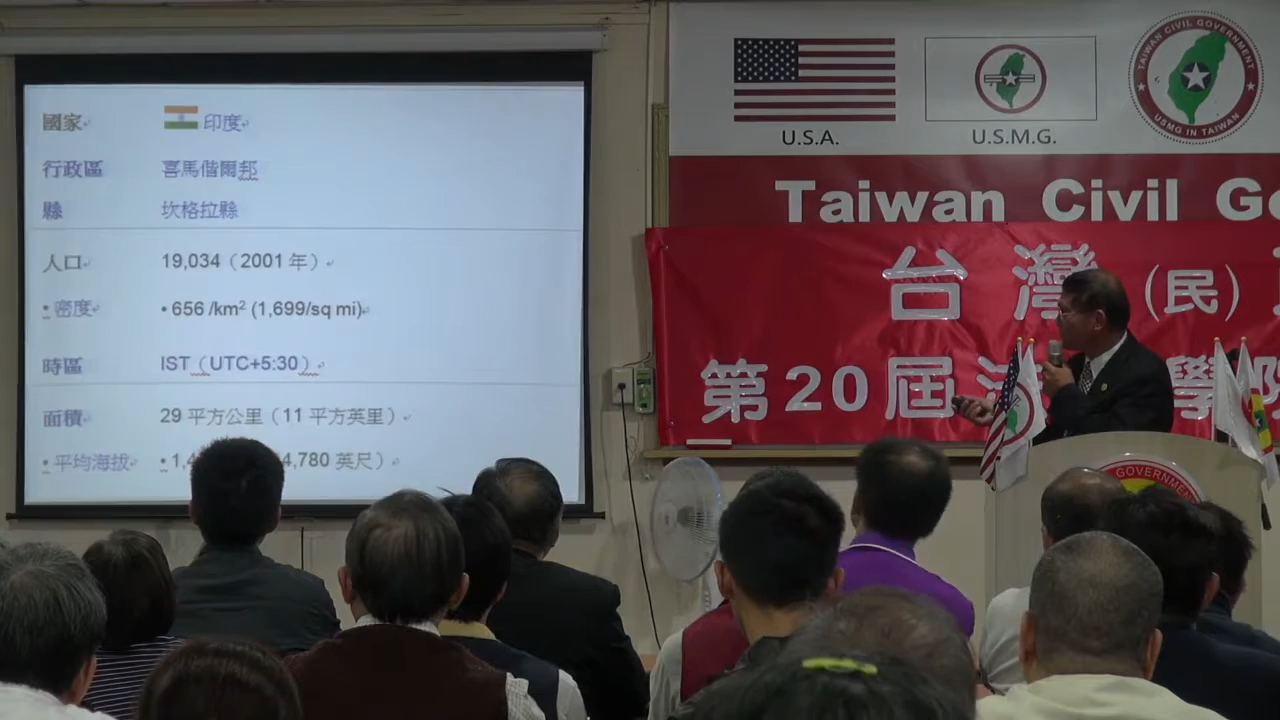 國家 印度
行政區 喜馬偕爾邦
縣 坎格拉縣
人口 19,034（2001 年）
• 密度 • 656 /km² (1,699/sq mi)
時區 IST（UTC+5:30）
面積 29 平方公里（11 平方英里）
• 平均海拔 • 1,4 4,780 英尺）
U.S.A.
U.S.M.G.
TAIWAN CIVIL GOVERNMENT
USMG IN TAIWAN
Taiwan Civil Go
台灣（民）
第20屆 學
GOVERNMENT